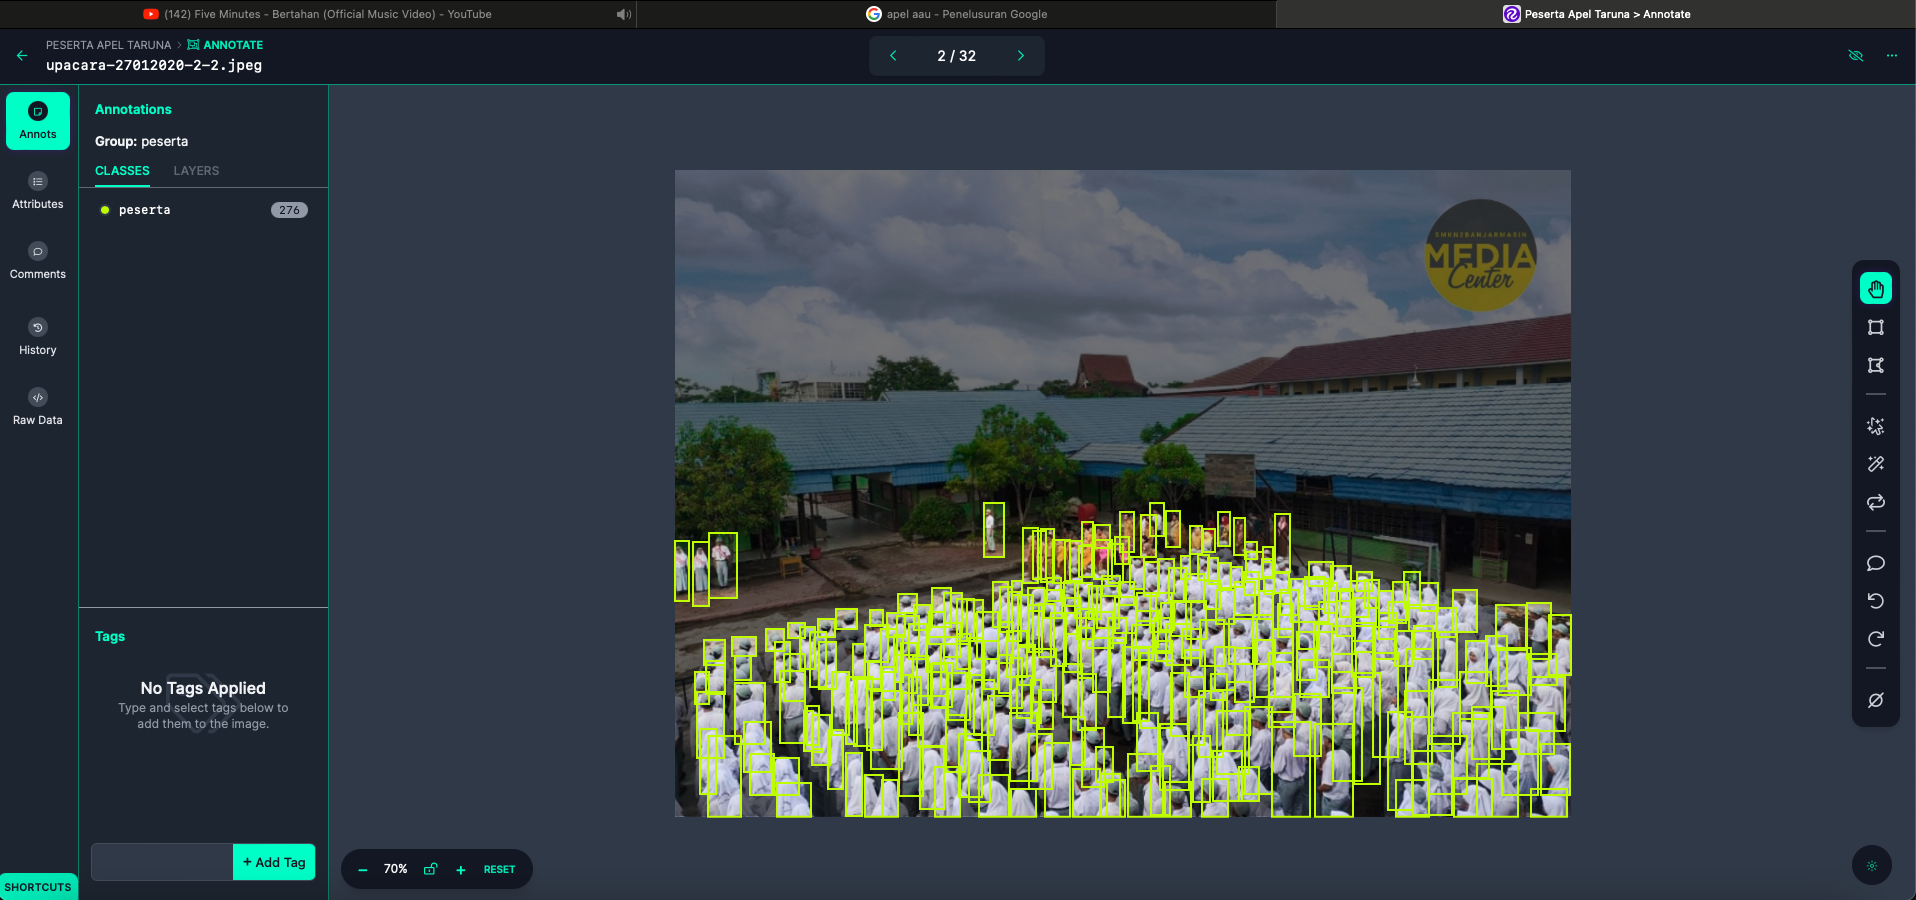 (142) Five Minutes - Bertahan (Official Music Video) - YouTube
apel aau - Penelusuran Google
Peserta Apel Taruna > Annotate
PESERTA APEL TARUNA > ANNOTATE
upacara-27012020-2-2.jpeg
2 / 32
Annots
Attributes
Comments
History
Raw Data
SHORTCUTS
Annotations
Group: peserta
CLASSES LAYERS
peserta 276
Tags
No Tags Applied
Type and select tags below to
add them to the image.
+ Add Tag
SMKN2BANJARMASIN
MEDIA
Center
70%
RESET